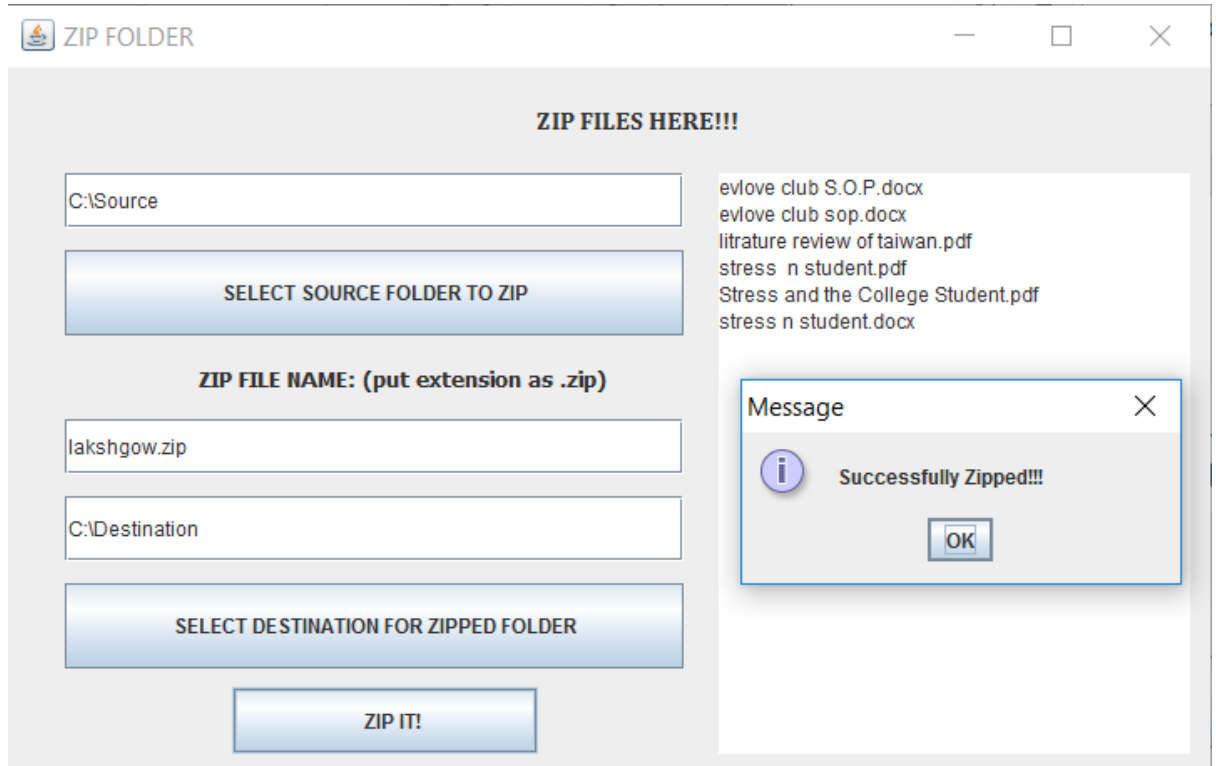 ZIP FOLDER
ZIP FILES HERE!!!
C:\Source
SELECT SOURCE FOLDER TO ZIP
ZIP FILE NAME: (put extension as .zip)
lakshgow.zip
C:\Destination
SELECT DESTINATION FOR ZIPPED FOLDER
ZIP IT!
evlove club S.O.P.docx
evlove club sop.docx
litrature review of taiwan.pdf
stress  n student.pdf
Stress and the College Student.pdf
stress n student.docx
Message
Successfully Zipped!!!
OK